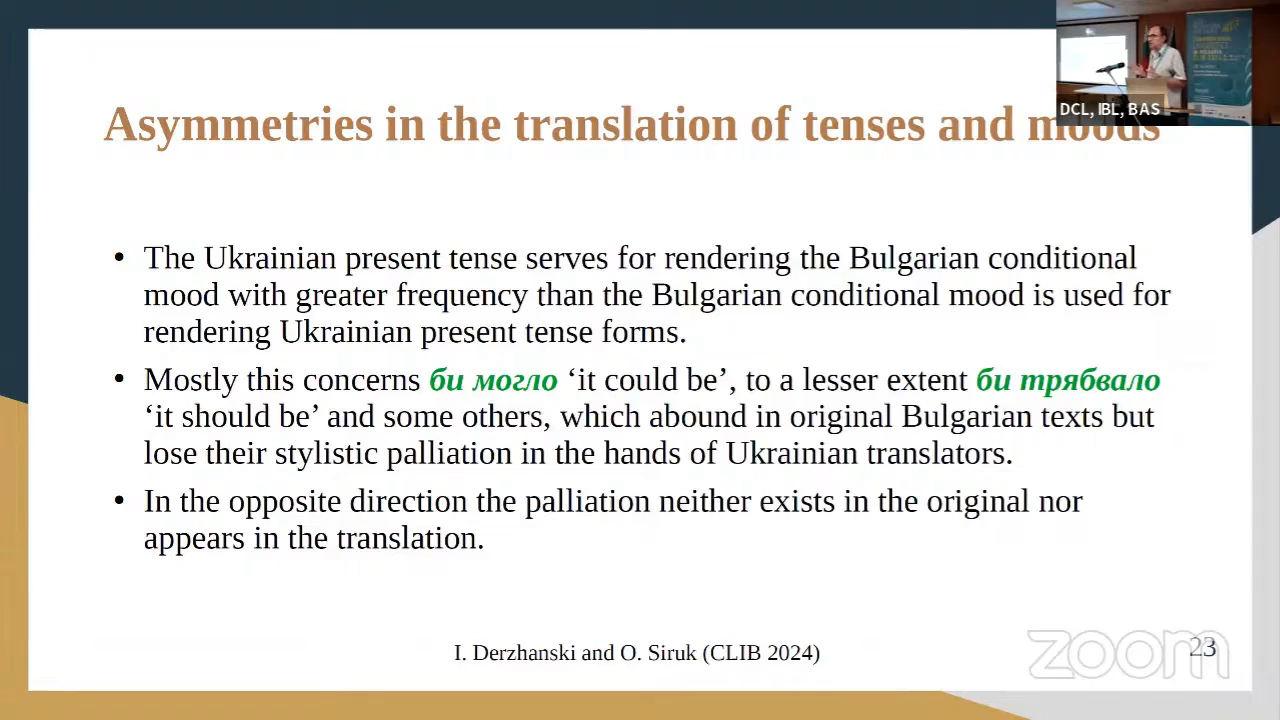 DCL, IBL, BAS
Asymmetries in the translation of tenses and moods
• The Ukrainian present tense serves for rendering the Bulgarian conditional
mood with greater frequency than the Bulgarian conditional mood is used for
rendering Ukrainian present tense forms.
• Mostly this concerns би могло ‘it could be’, to a lesser extent би трябвало
‘it should be’ and some others, which abound in original Bulgarian texts but
lose their stylistic palliation in the hands of Ukrainian translators.
• In the opposite direction the palliation neither exists in the original nor
appears in the translation.
I. Derzhanski and O. Siruk (CLIB 2024)
23
zoom